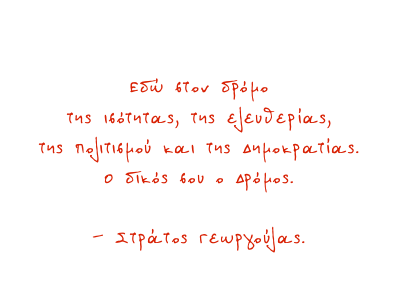 Εδώ στον δρόμο
της ισότητας, της ελευθερίας,
της πολιτισμού και της Δημοκρατίας.
Ο δικός σου ο Δρόμος.
– Στράτος Γεωργούλας.